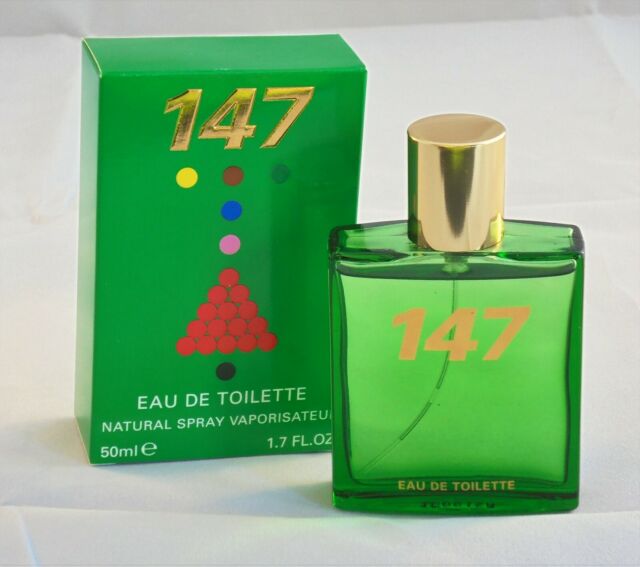 147
EAU DE TOILETTE
NATURAL SPRAY VAPORISATEUR
50ml e 1.7 FL.OZ
147
EAU DE TOILETTE